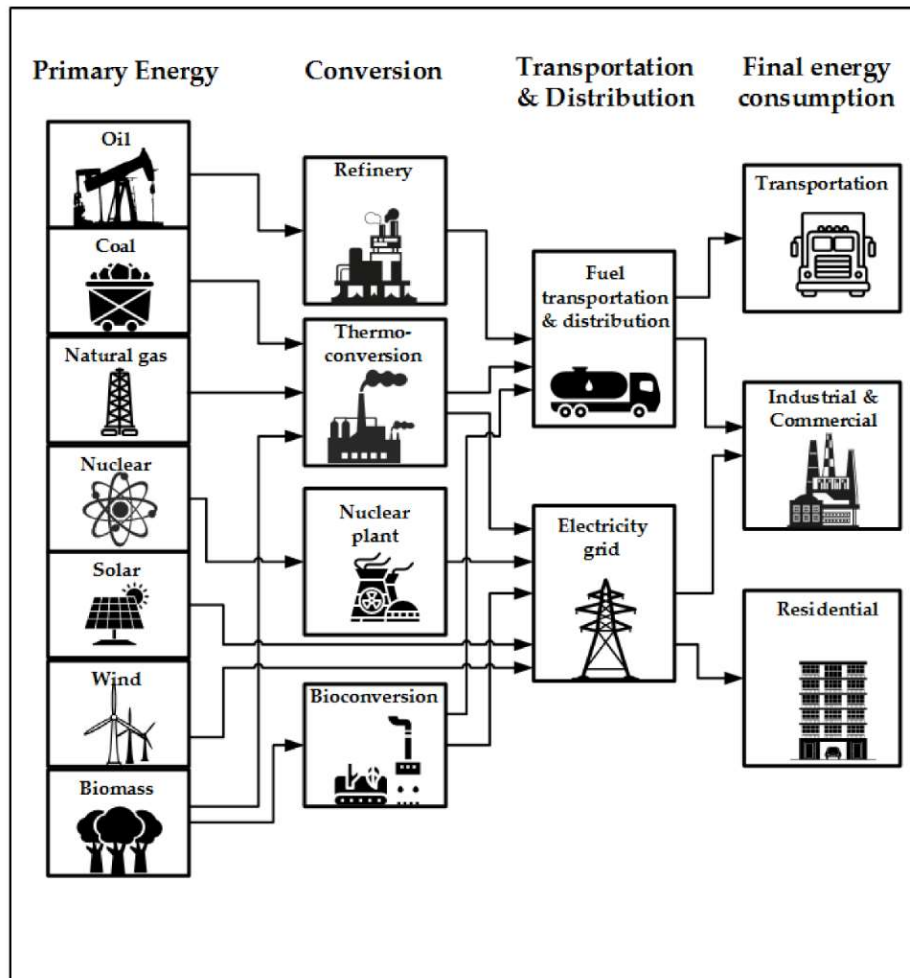 Primary Energy
Conversion
Transportation
& Distribution
Final energy
consumption
Oil
Coal
Natural gas
Nuclear
Solar
Wind
Biomass
Refinery
Thermo-
conversion
Nuclear
plant
Bioconversion
Fuel
transportation
& distribution
Electricity
grid
Transportation
Industrial &
Commercial
Residential